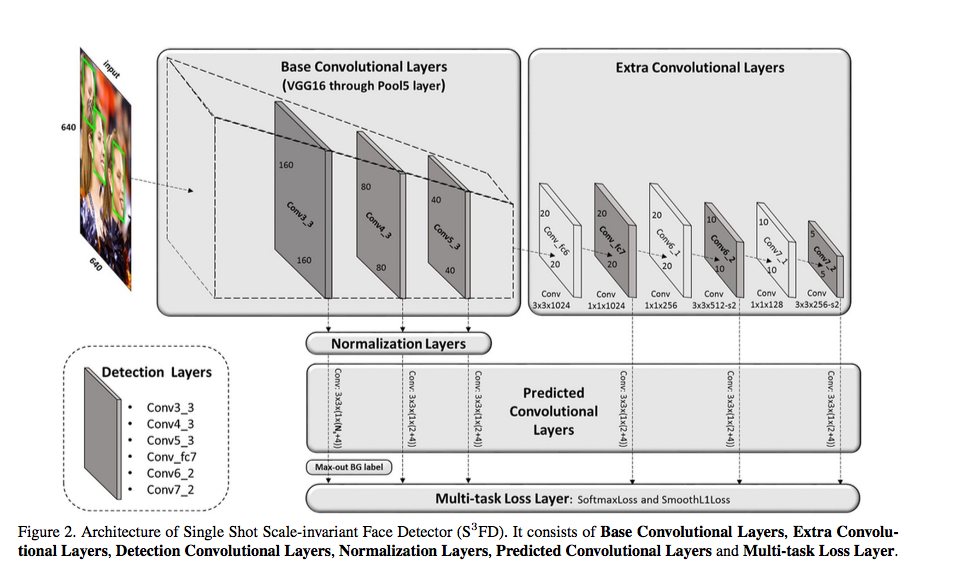 input
640
640
Base Convolutional Layers
(VGG16 through Pool5 layer)
160
Conv3_3
160
80
Conv4_3
80
40
Conv5_3
40
Extra Convolutional Layers
20
Conv_fc6
20
20
Conv_fc7
20
20
Conv6_1
20
10
Conv6_2
10
10
Conv7_1
10
5
Conv7_2
5
Conv
3x3x1024
Conv
1x1x1024
Conv
1x1x256
Conv
3x3x512-s2
Conv
1x1x128
Conv
3x3x256-s2
Normalization Layers
Conv: 3x3x(1x(Ns+4))
Conv: 3x3x(1x(2+4))
Conv: 3x3x(1x(2+4))
Predicted
Convolutional
Layers
Conv: 3x3x(1x(2+4))
Conv: 3x3x(1x(2+4))
Conv: 3x3x(1x(2+4))
Max-out BG label
Multi-task Loss Layer: SoftmaxLoss and SmoothL1Loss
Detection Layers
• Conv3_3
• Conv4_3
• Conv5_3
• Conv_fc7
• Conv6_2
• Conv7_2
Figure 2. Architecture of Single Shot Scale-invariant Face Detector (S³FD). It consists of Base Convolutional Layers, Extra Convolu-
tional Layers, Detection Convolutional Layers, Normalization Layers, Predicted Convolutional Layers and Multi-task Loss Layer.